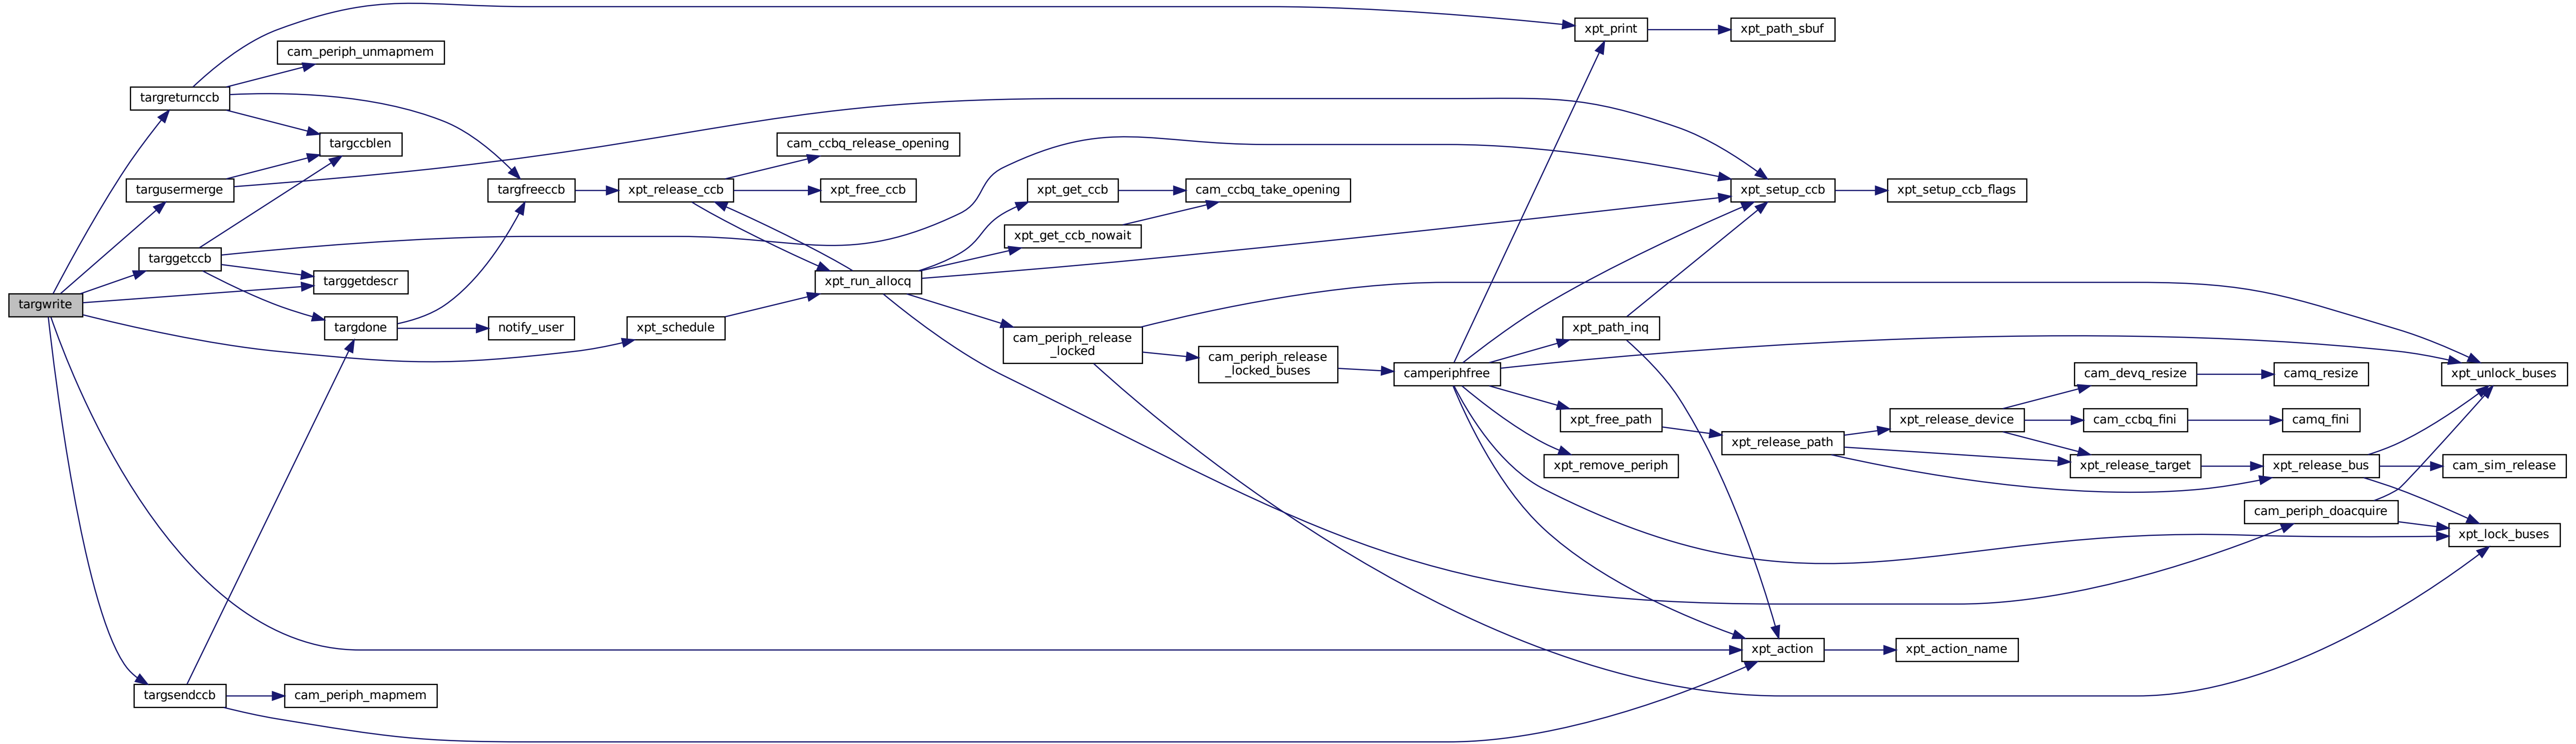 targwrite
targreturnccb
targusermerge
targgetccb
targsendccb
cam_periph_unmapmem
targccblen
targgetdescr
targdone
cam_periph_mapmem
targfreeccb
notify_user
xpt_release_ccb
xpt_schedule
cam_ccbq_release_opening
xpt_free_ccb
xpt_run_allocq
xpt_get_ccb
xpt_get_ccb_nowait
cam_periph_release
_locked
cam_ccbq_take_opening
cam_periph_release
_locked_buses
camperiphfree
xpt_print
xpt_path_inq
xpt_free_path
xpt_remove_periph
xpt_path_sbuf
xpt_setup_ccb
xpt_release_path
xpt_action
xpt_setup_ccb_flags
xpt_release_device
xpt_action_name
cam_devq_resize
cam_ccbq_fini
xpt_release_target
camq_resize
camq_fini
xpt_release_bus
cam_periph_doacquire
xpt_unlock_buses
cam_sim_release
xpt_lock_buses